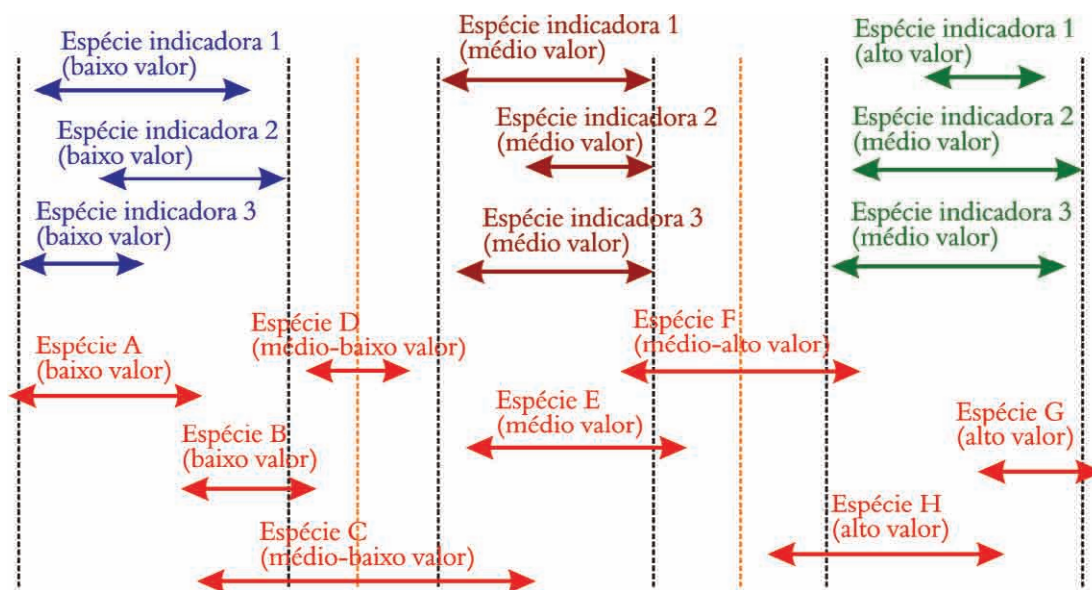 Espécie indicadora 1
(baixo valor)
Espécie indicadora 2
(baixo valor)
Espécie indicadora 3
(baixo valor)
Espécie indicadora 1
(médio valor)
Espécie indicadora 2
(médio valor)
Espécie indicadora 3
(médio valor)
Espécie indicadora 1
(alto valor)
Espécie indicadora 2
(médio valor)
Espécie indicadora 3
(médio valor)
Espécie A
(baixo valor)
Espécie B
(baixo valor)
Espécie C
(médio-baixo valor)
Espécie D
(médio-baixo valor)
Espécie E
(médio valor)
Espécie F
(médio-alto valor)
Espécie G
(alto valor)
Espécie H
(alto valor)